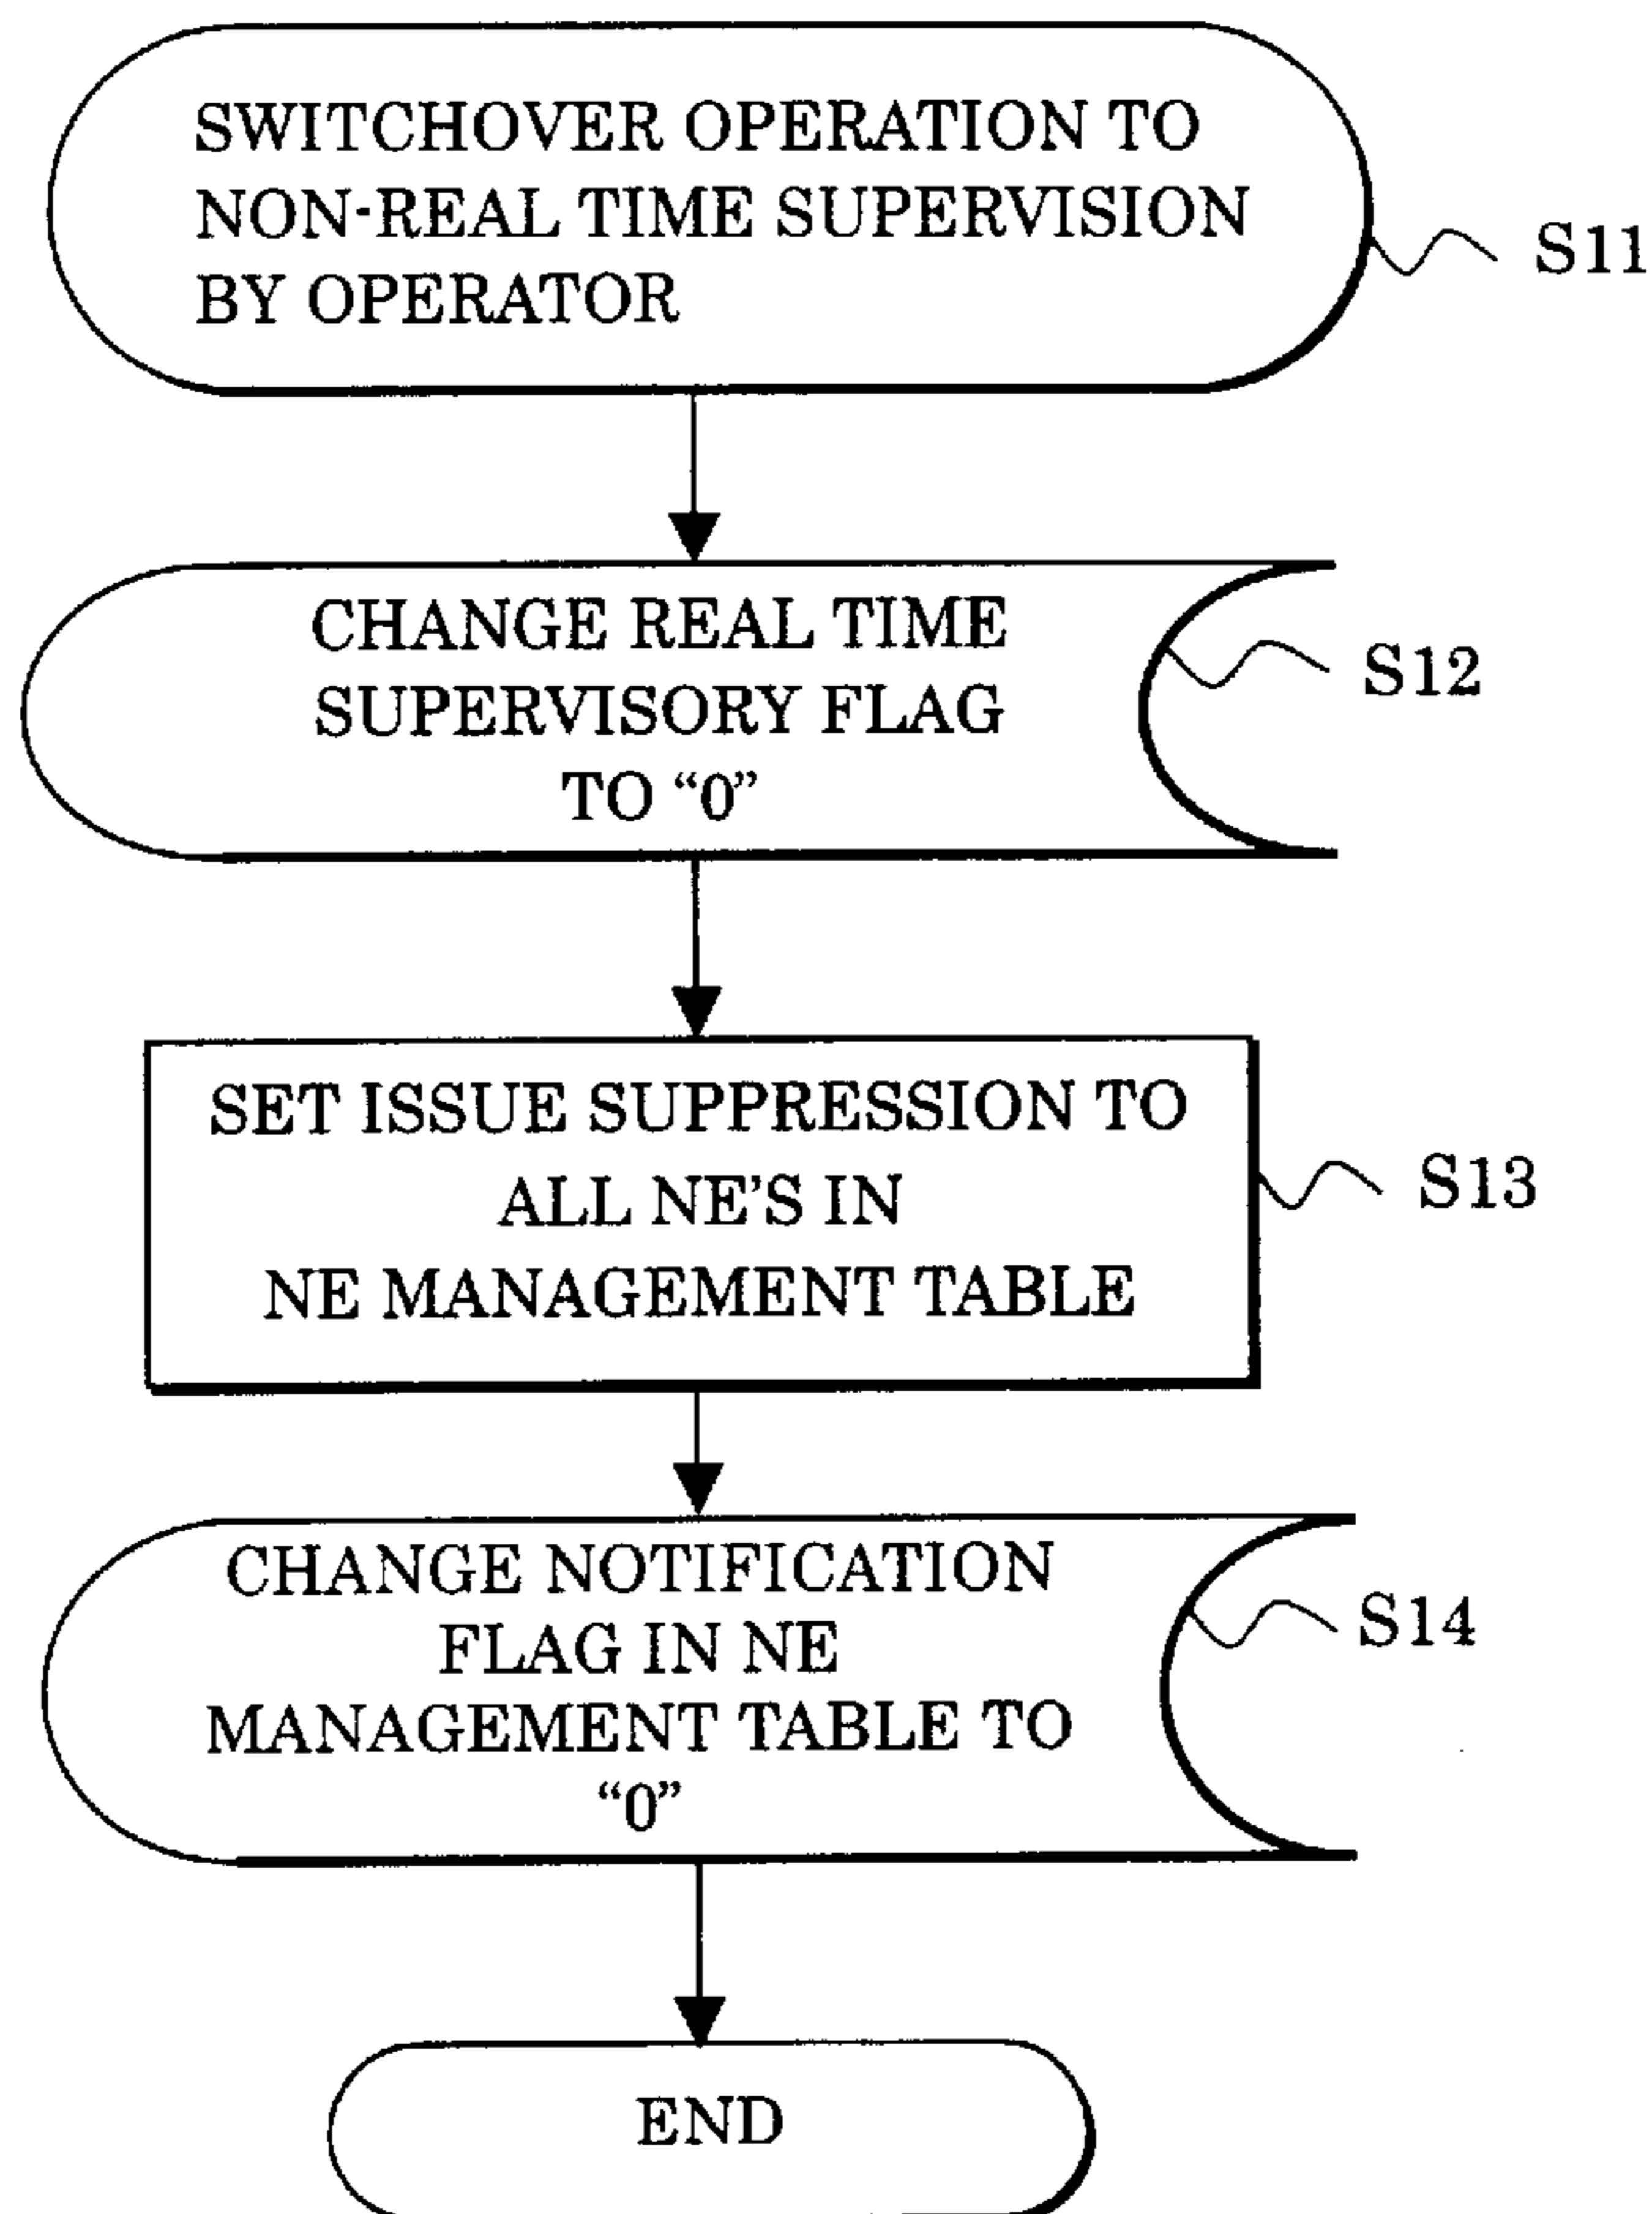 SWITCHOVER OPERATION TO
NON-REAL TIME SUPERVISION
BY OPERATOR
S11
CHANGE REAL TIME
SUPERVISORY FLAG
TO “0”
S12
SET ISSUE SUPPRESSION TO
ALL NE’S IN
NE MANAGEMENT TABLE
S13
CHANGE NOTIFICATION
FLAG IN NE
MANAGEMENT TABLE TO
“0”
S14
END